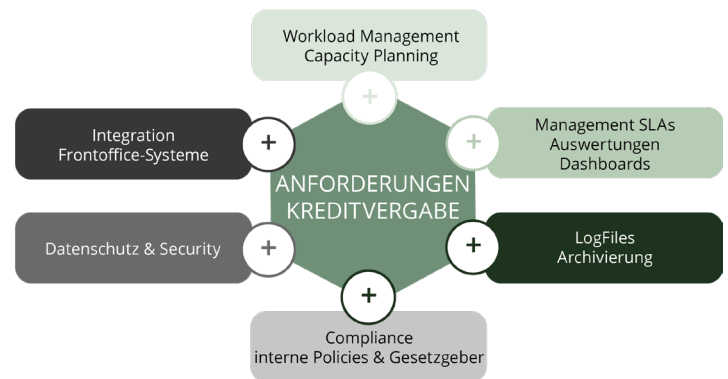 Workload Management
Capacity Planning
Integration
Frontoffice-Systeme
Management SLAs
Auswertungen
Dashboards
ANFORDERUNGEN
KREDITVERGABE
Datenschutz & Security
LogFiles
Archivierung
Compliance
interne Policies & Gesetzgeber